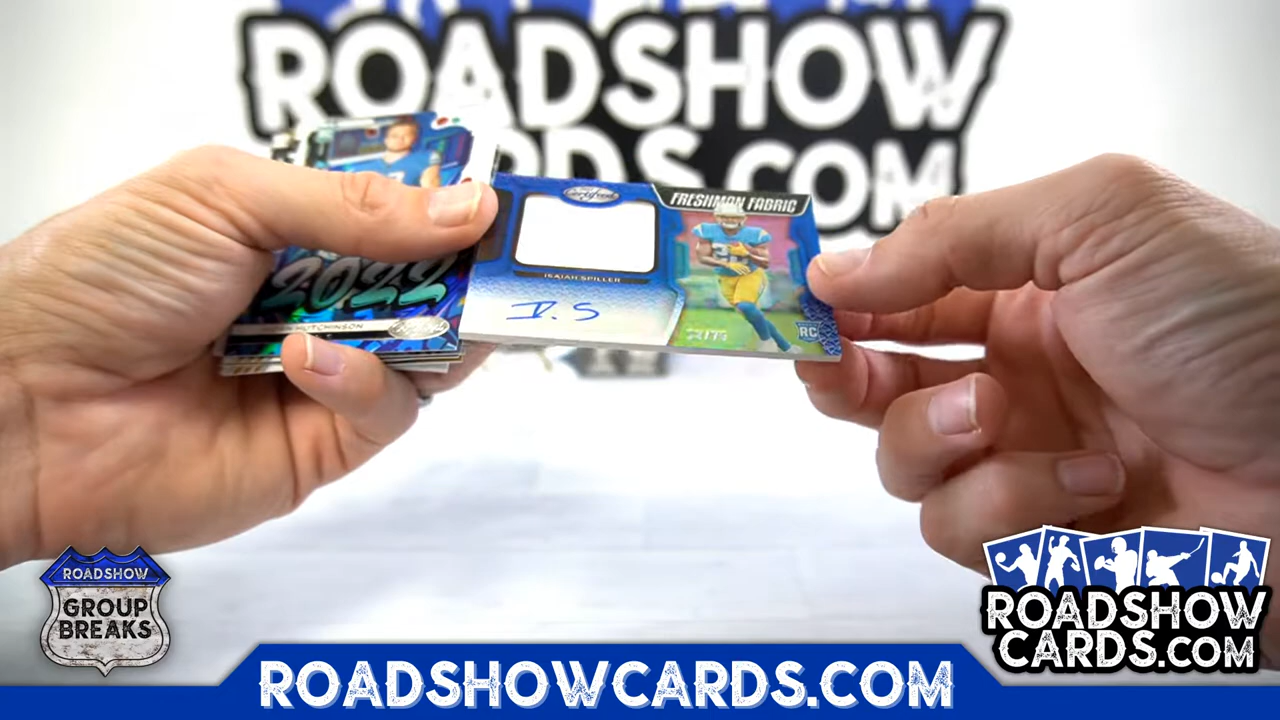 ROADSHOW
CARDS.COM
FRESHMAN FABRIC
ISAIAH SPILLER
I. S
RC
2022
HUTCHINSON
ROADSHOW
GROUP
BREAKS
ROADSHOW
CARDS.COM
ROADSHOWCARDS.COM